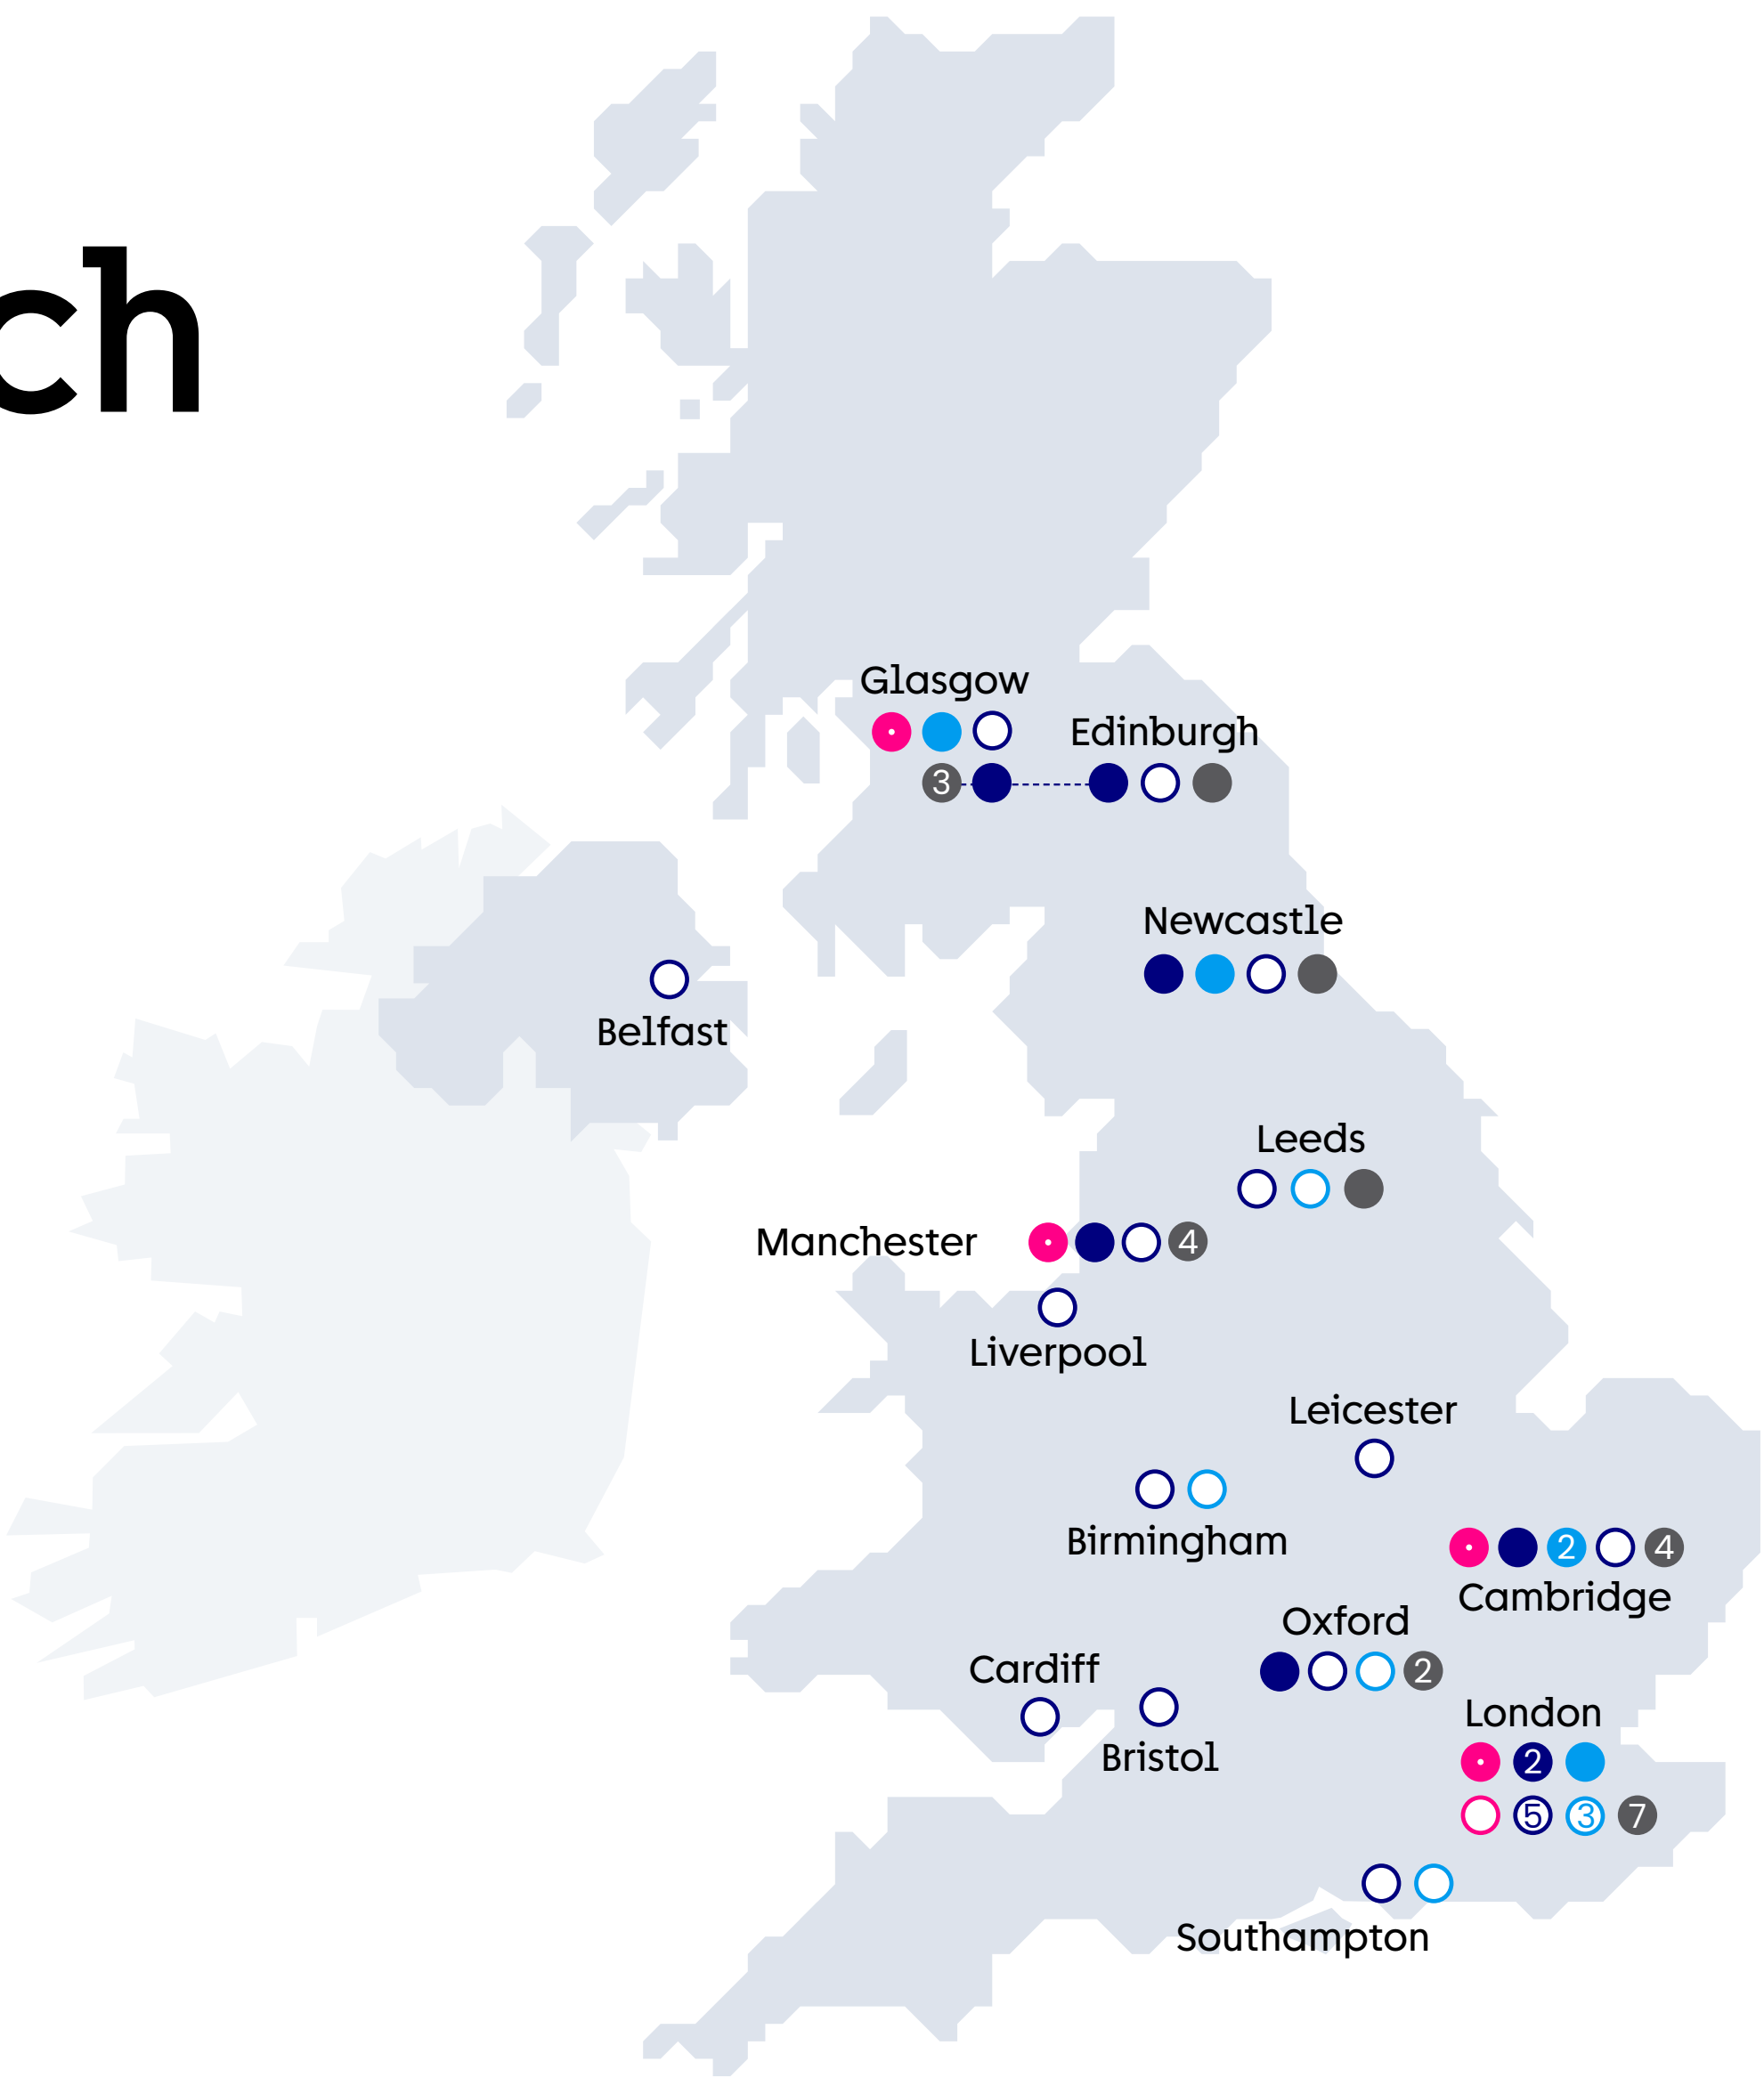 ch
Glasgow
Edinburgh
3
Newcastle
Belfast
Leeds
Manchester
4
Liverpool
Leicester
Birmingham
2 4
Cambridge
Oxford
2
Cardiff
Bristol
London
2
5 3 7
Southampton